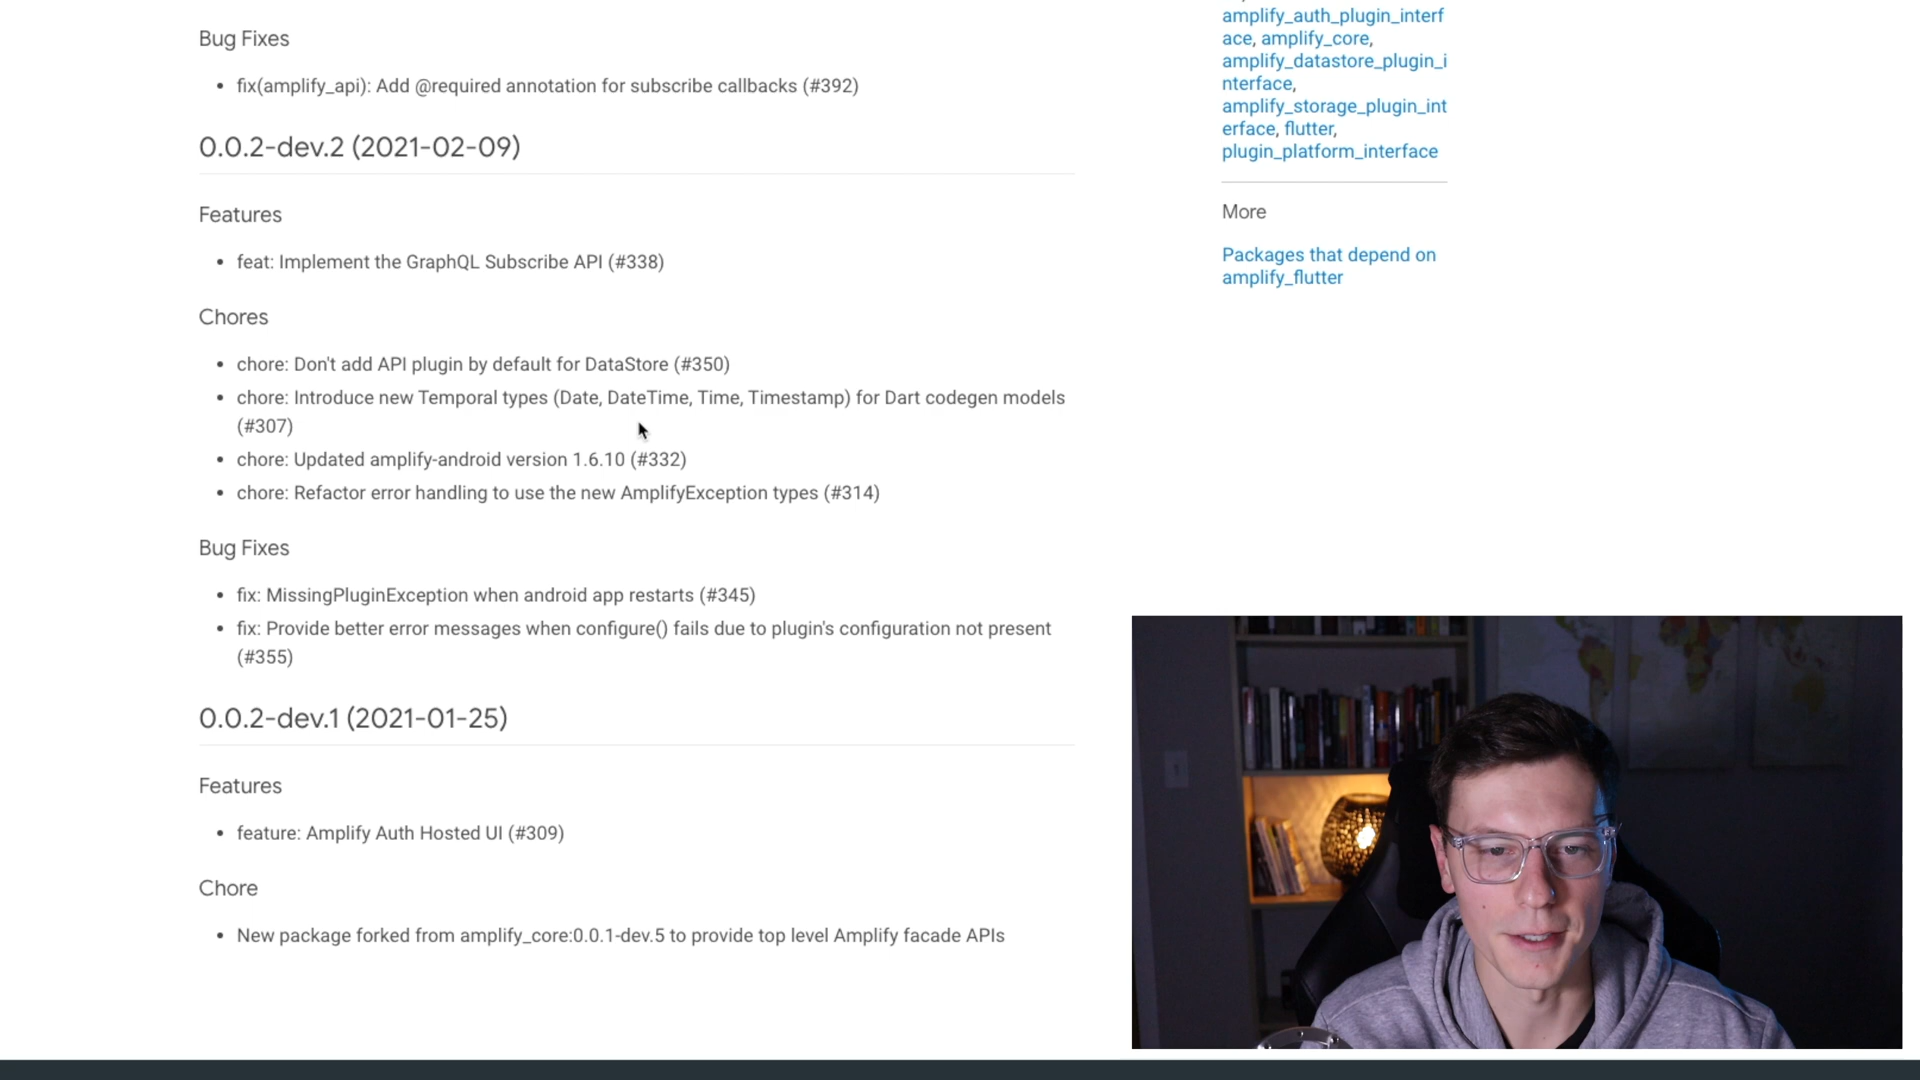 Bug Fixes
• fix(amplify_api): Add @required annotation for subscribe callbacks (#392)
0.0.2-dev.2 (2021-02-09)
Features
• feat: Implement the GraphQL Subscribe API (#338)
Chores
• chore: Don't add API plugin by default for DataStore (#350)
• chore: Introduce new Temporal types (Date, DateTime, Time, Timestamp) for Dart codegen models
(#307)
• chore: Updated amplify-android version 1.6.10 (#332)
• chore: Refactor error handling to use the new AmplifyException types (#314)
Bug Fixes
• fix: MissingPluginException when android app restarts (#345)
• fix: Provide better error messages when configure() fails due to plugin's configuration not present
(#355)
0.0.2-dev.1 (2021-01-25)
Features
• feature: Amplify Auth Hosted UI (#309)
Chore
• New package forked from amplify_core:0.0.1-dev.5 to provide top level Amplify facade APIs
amplify_auth_plugin_interf
ace, amplify_core,
amplify_datastore_plugin_i
nterface,
amplify_storage_plugin_int
erface, flutter,
plugin_platform_interface
More
Packages that depend on
amplify_flutter